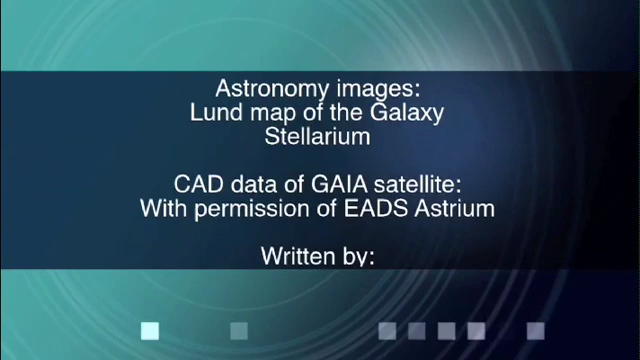 Astronomy images:
Lund map of the Galaxy
Stellarium
CAD data of GAIA satellite:
With permission of EADS Astrium
Written by: